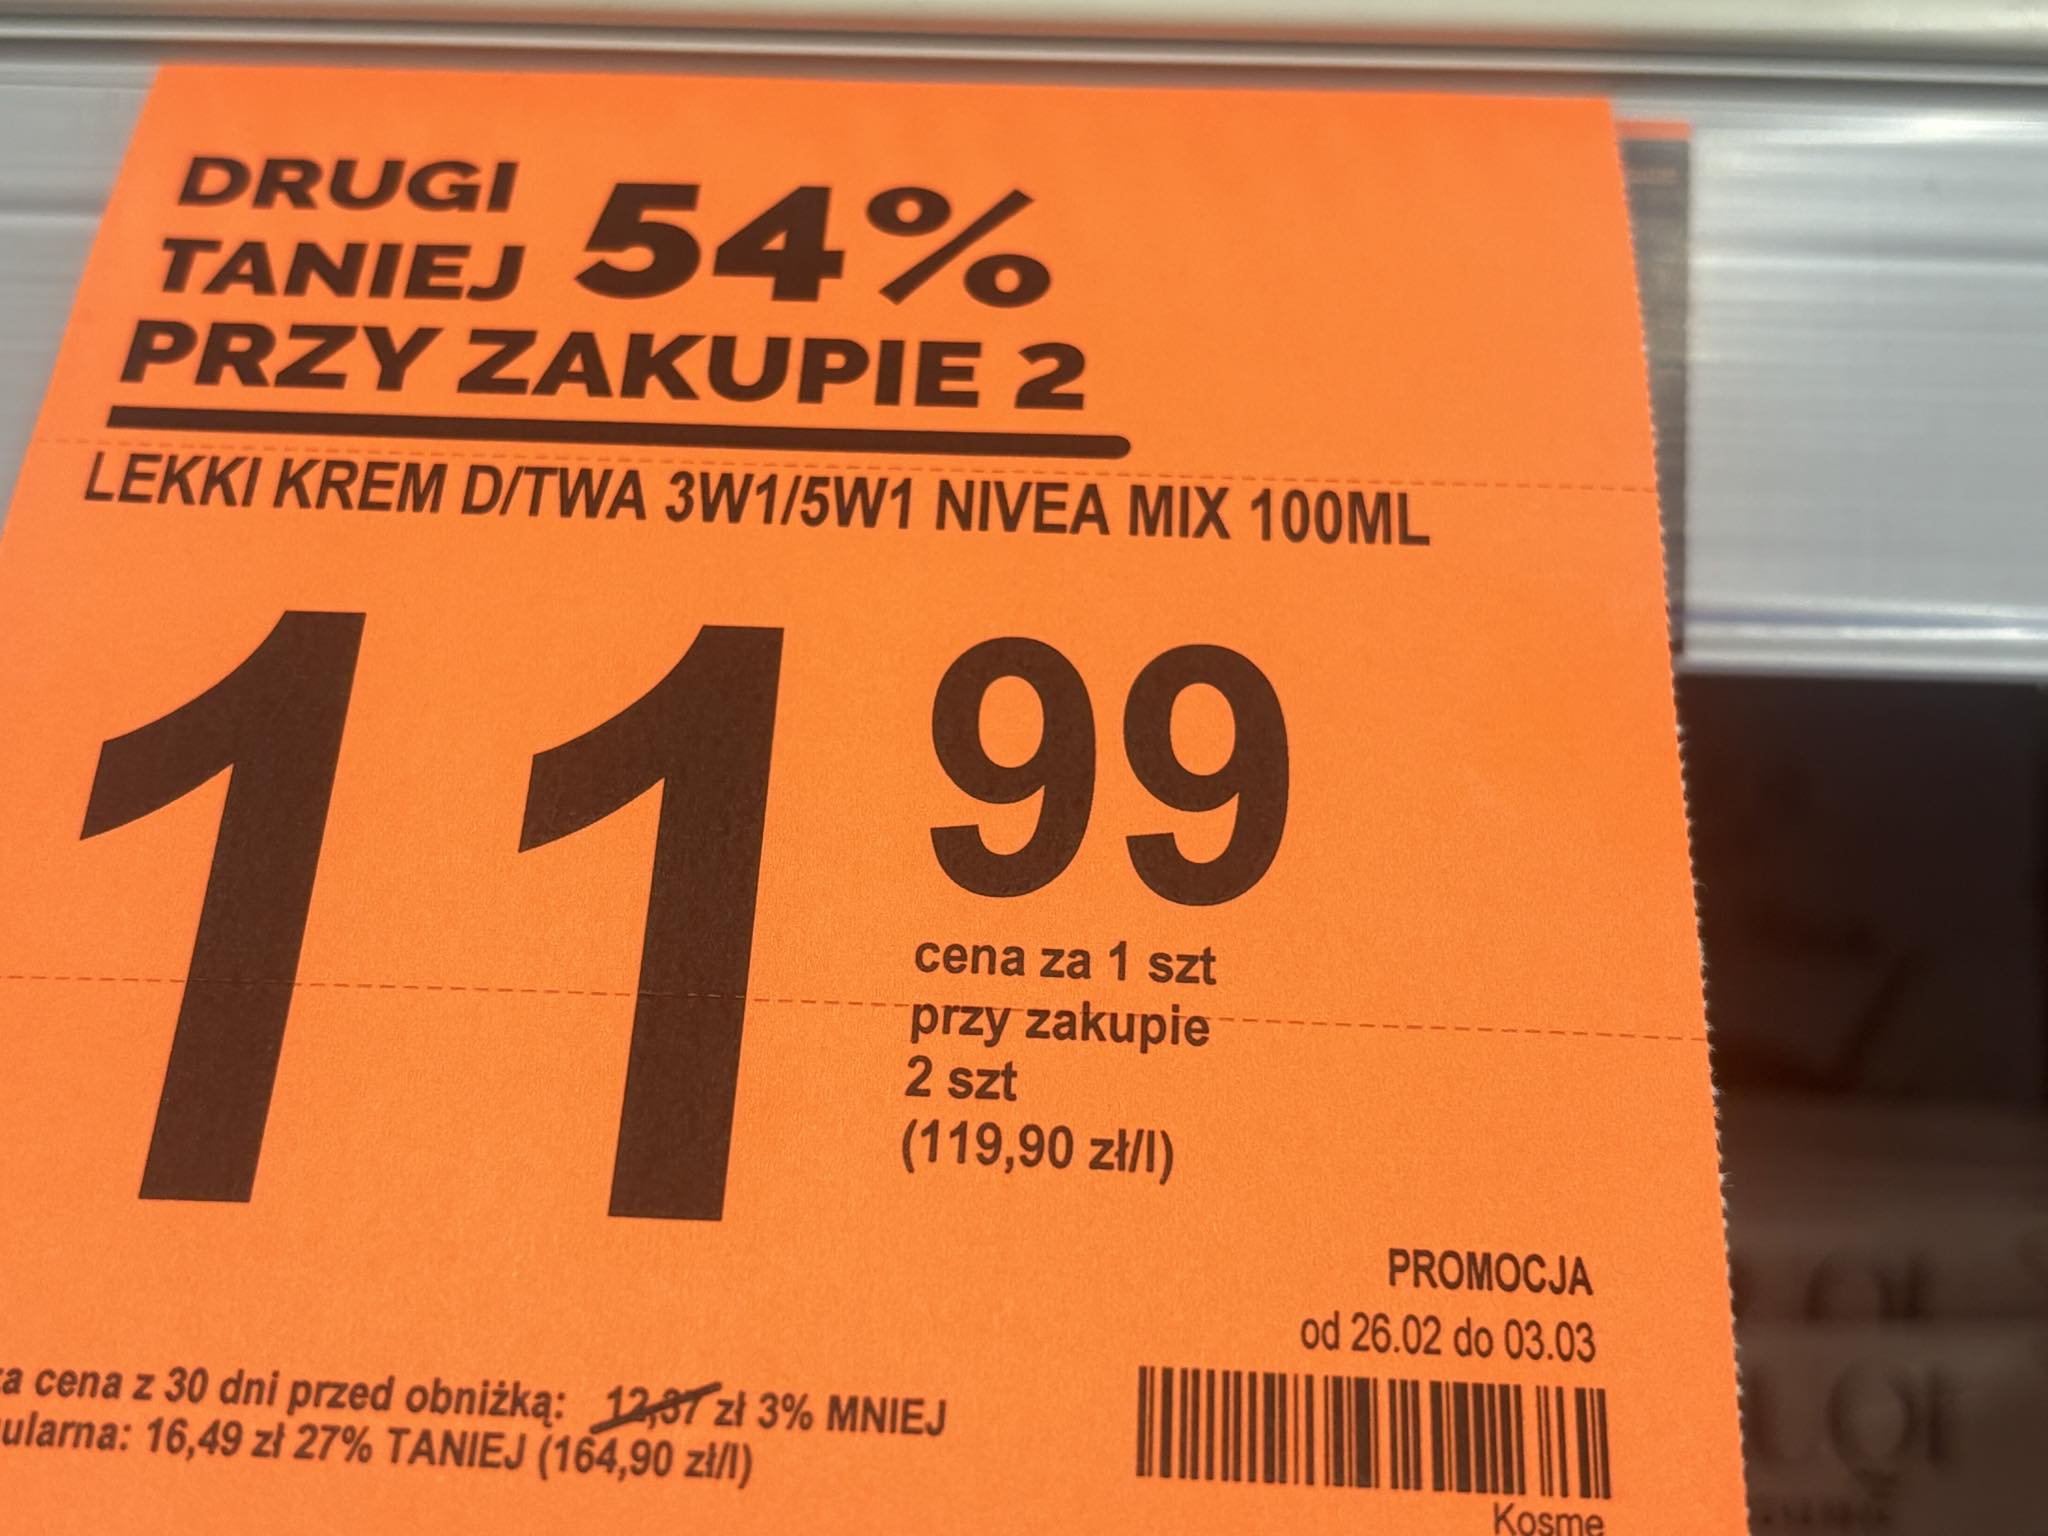 DRUGI
TANIEJ 54%
PRZY ZAKUPIE 2
LEKKI KREM D/TWA 3W1/5W1 NIVEA MIX 100ML
11 99
cena za 1 szt
przy zakupie
2 szt
(119,90 zł/l)
PROMOCJA
od 26.02 do 03.03
za cena z 30 dni przed obniżką: 12,37 zł 3% MNIEJ
ularna: 16,49 zł 27% TANIEJ (164,90 zł/l)
Kosme